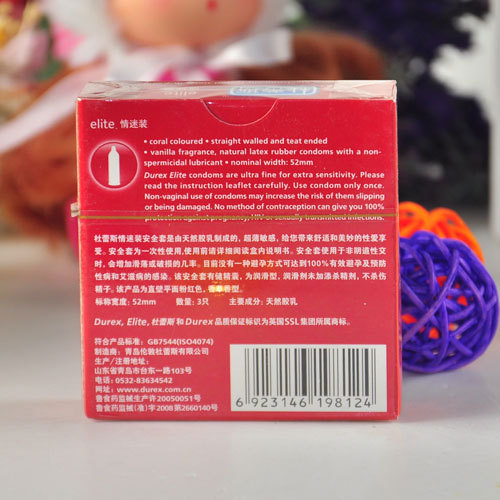 elite. 情迷装
• coral coloured • straight walled and teat ended
• vanilla fragrance, natural latex rubber condoms with a non-
spermicidal lubricant • nominal width: 52mm
Durex Elite condoms are ultra fine for extra sensitivity. Please
read the instruction leaflet carefully. Use condom only once.
Non-vaginal use of condoms may increase the risk of them slipping
or being damaged. No method of contraception can give you 100%
protection against pregnancy, HIV or sexually transmitted infections.
杜蕾斯情迷装安全套是由天然胶乳制成的，超薄敏感，给您带来舒适和美妙的性爱享
受。安全套为一次性使用,使用前请详细阅读盒内说明书。安全套使用于非阴道性交
时，会增加滑落或破损的几率。目前没有一种避孕方式可达到100%有效避孕及预防
性病和艾滋病的感染。该安全套有储精囊，为润滑型，润滑剂未加添杀精剂，不杀伤
精子。该产品为直壁平面粉红色，香草香型。
标称宽度: 52mm 数量: 3只 主要成分: 天然胶乳
Durex, Elite, 杜蕾斯 和 Durex 品质保证标识为英国SSL 集团所属商标。
符合产品标准: GB7544(ISO4074)
制造商: 青岛伦敦杜蕾斯有限公司
生产/注册地址:
山东省青岛市台东一路103号
电话: 0532-83634542
网址: www.durex.com.cn
鲁食药监械生产许20050051号
鲁食药监械(准)字2008第2660140号
6 923146 198124